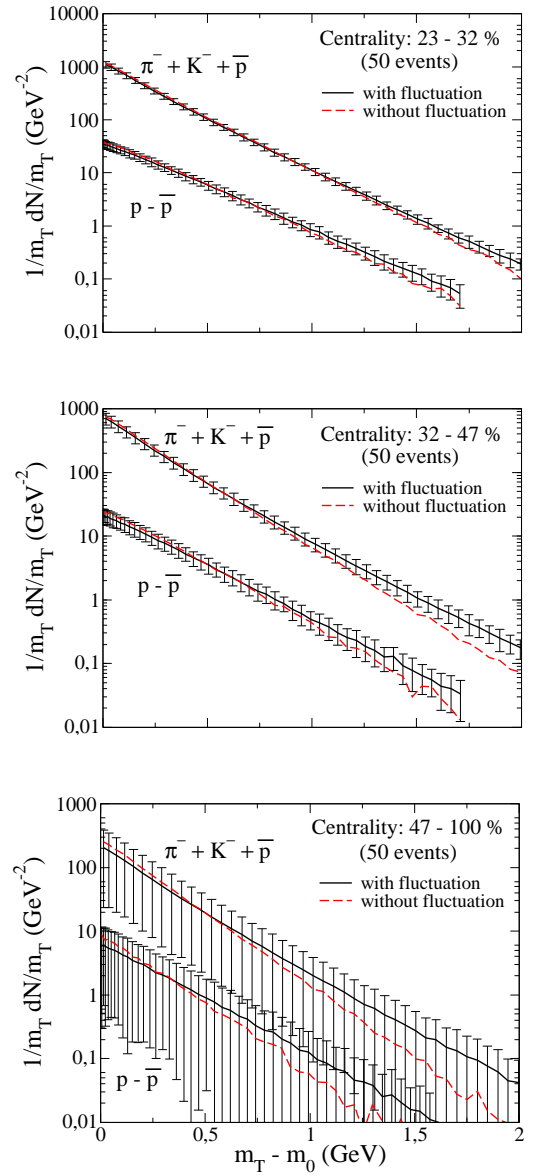 Centrality: 23 - 32 %
(50 events)
π⁻ + K⁻ + p̅
with fluctuation
without fluctuation
p - p̅
1/m_T dN/m_T (GeV⁻²)
1000
100
10
1
0,1
0,01
Centrality: 32 - 47 %
(50 events)
π⁻ + K⁻ + p̅
with fluctuation
without fluctuation
p - p̅
1/m_T dN/m_T (GeV⁻²)
1000
100
10
1
0,1
0,01
Centrality: 47 - 100 %
(50 events)
π⁻ + K⁻ + p̅
with fluctuation
without fluctuation
p - p̅
1/m_T dN/m_T (GeV⁻²)
1000
100
10
1
0,1
0,01
0 0,5 1 1,5 2
m_T - m_0 (GeV)